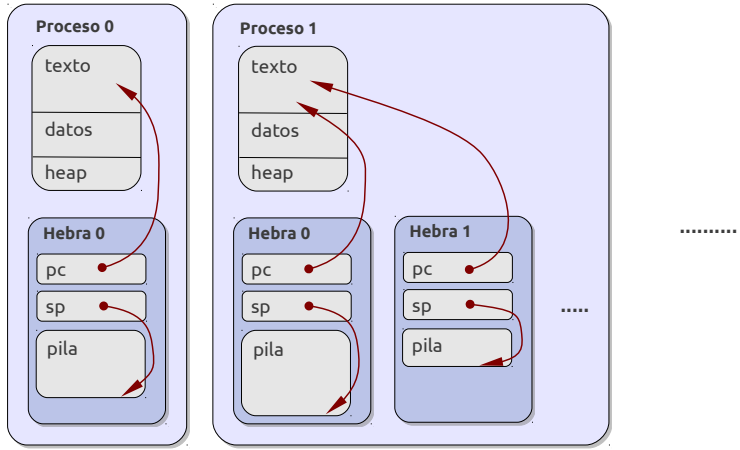 Proceso 0
texto
datos
heap
Hebra 0
pc
sp
pila
Proceso 1
texto
datos
heap
Hebra 0
pc
sp
pila
Hebra 1
pc
sp
pila
.....
..........